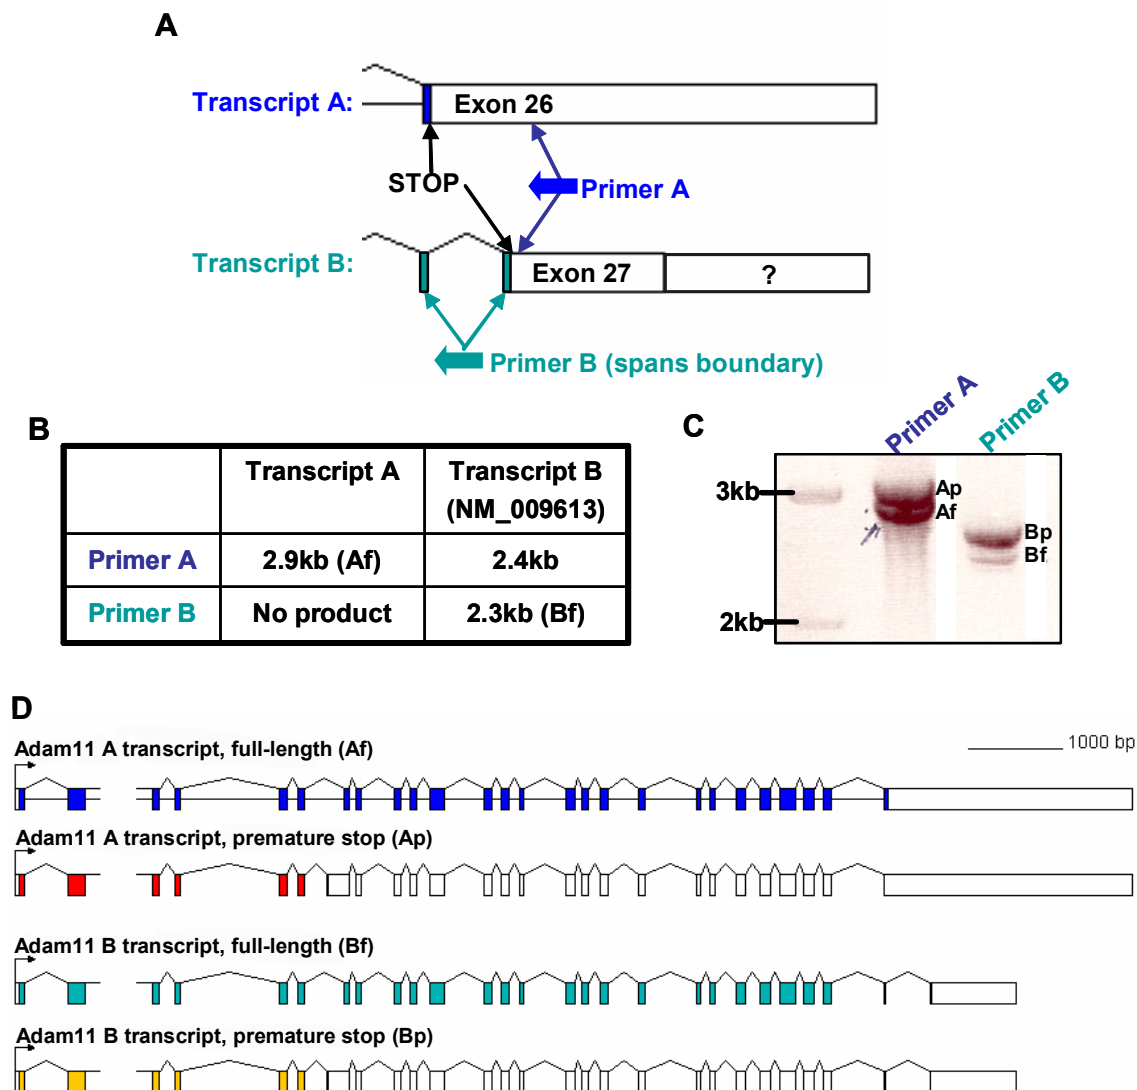 A
Transcript A:
Exon 26
STOP
Primer A
Transcript B:
Exon 27
?
Primer B (spans boundary)
B
Transcript A
Transcript B
(NM_009613)
Primer A
2.9kb (Af)
2.4kb
Primer B
No product
2.3kb (Bf)
C
Primer A
Primer B
3kb
Ap
Af
Bp
Bf
2kb
D
Adam11 A transcript, full-length (Af)
1000 bp
Adam11 A transcript, premature stop (Ap)
Adam11 B transcript, full-length (Bf)
Adam11 B transcript, premature stop (Bp)